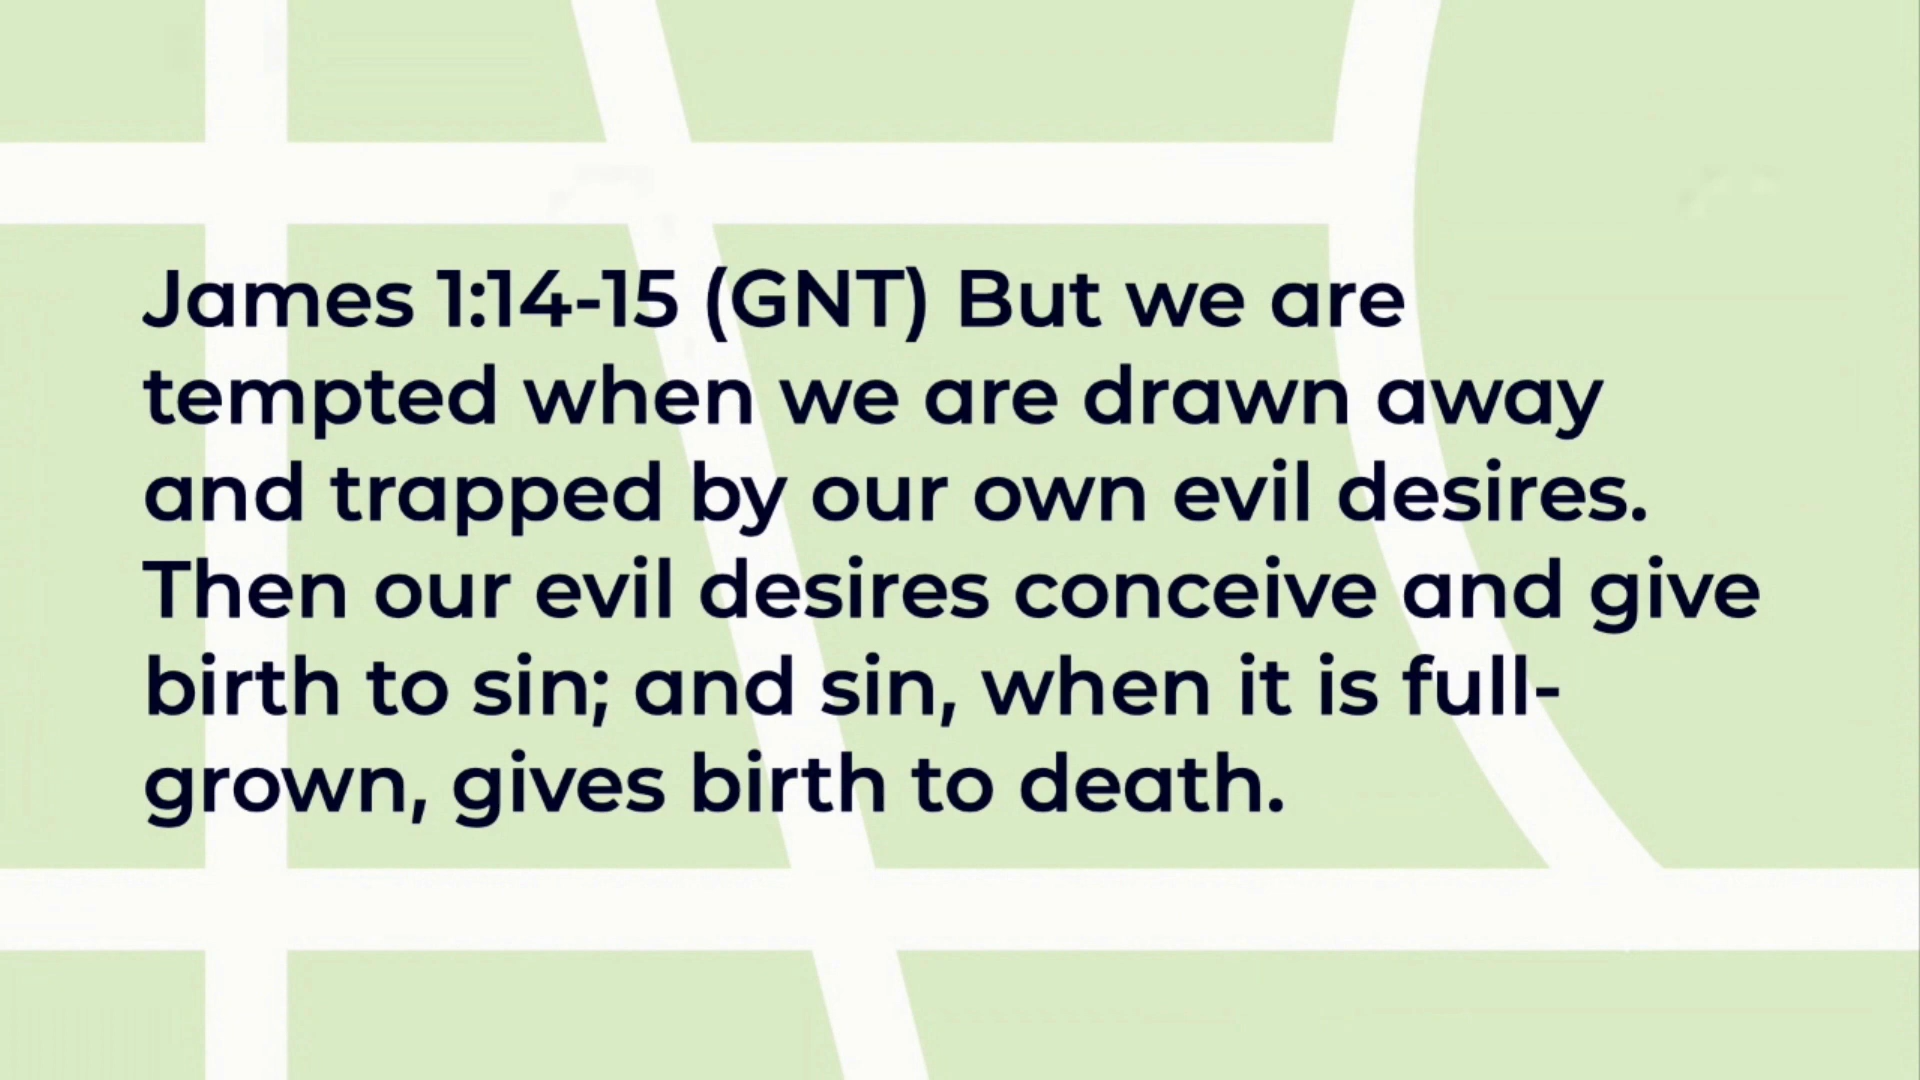 James 1:14-15 (GNT) But we are
tempted when we are drawn away
and trapped by our own evil desires.
Then our evil desires conceive and give
birth to sin; and sin, when it is full-
grown, gives birth to death.